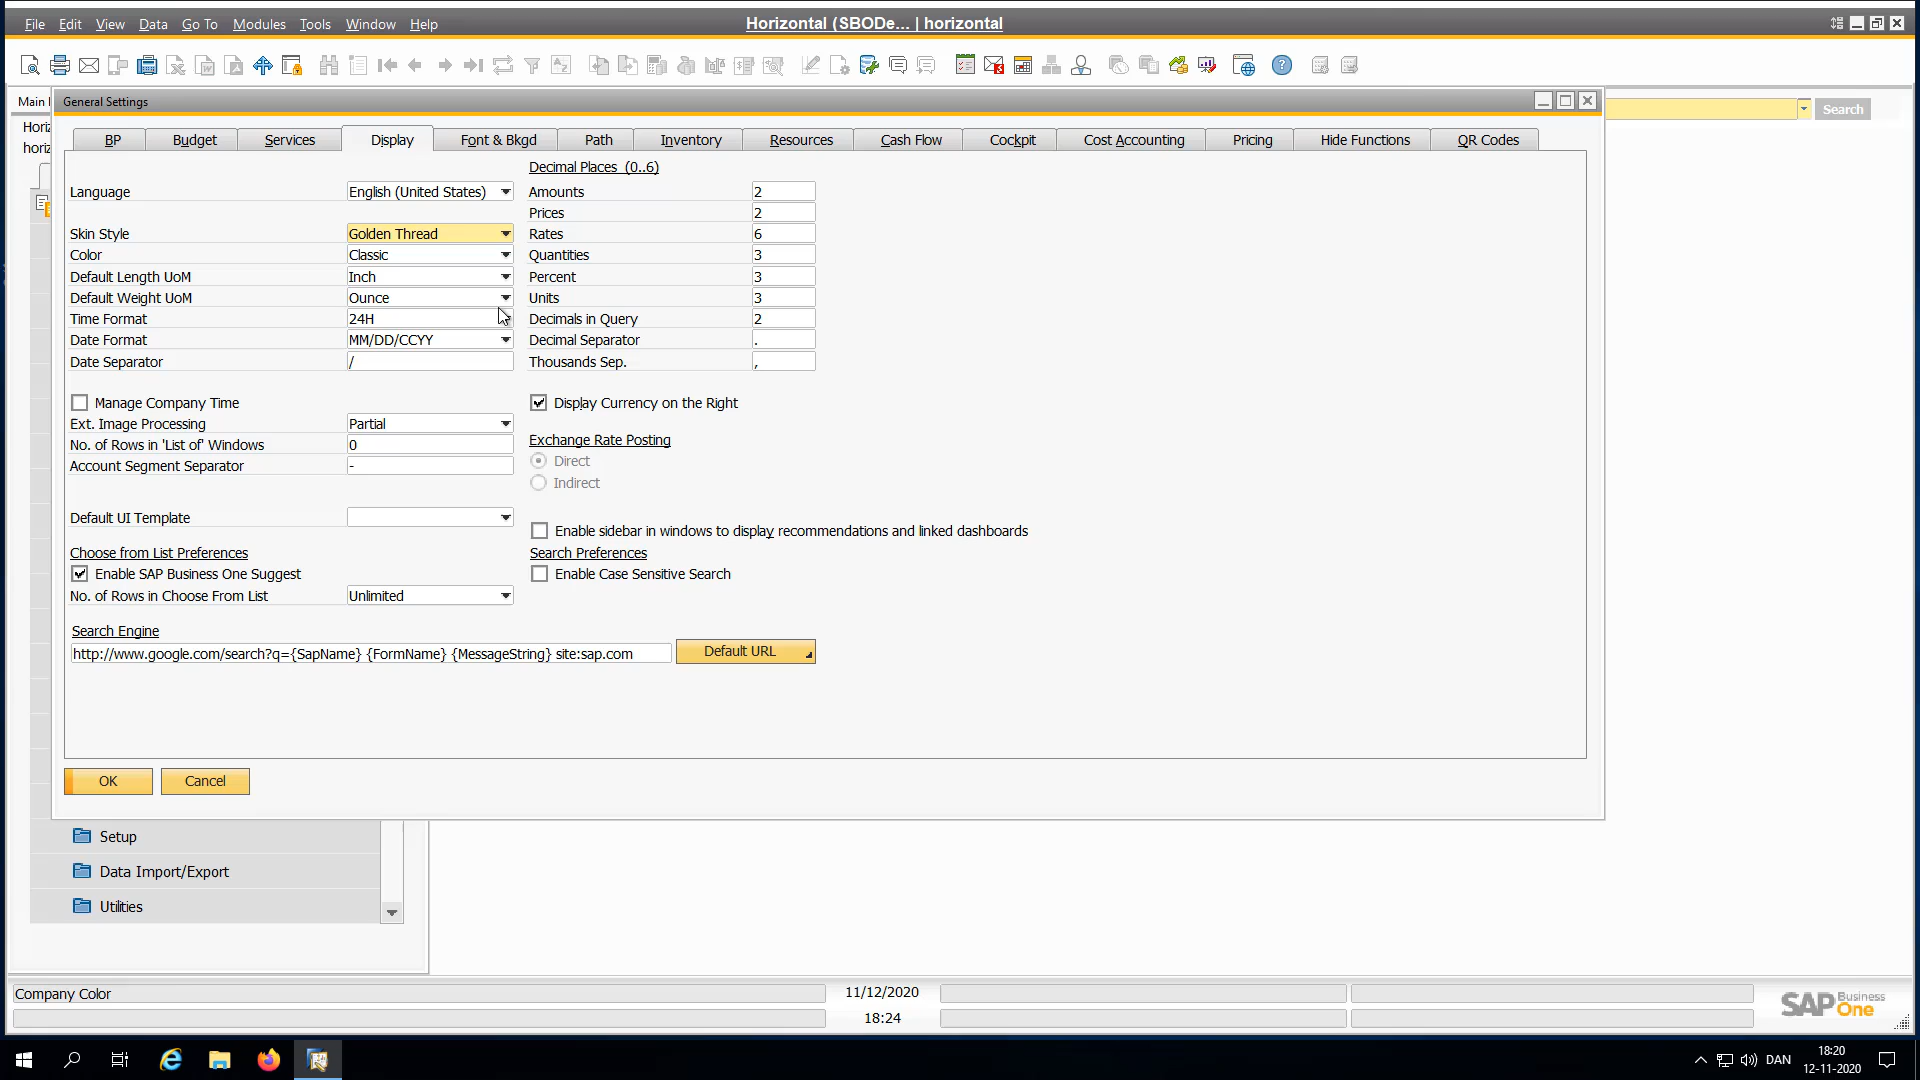 File Edit View Data Go To Modules Tools Window Help
Horizontal (SBODe... | horizontal
Main
General Settings
Search
Horiz
horiz
BP Budget Services Display Font & Bkgd Path Inventory Resources Cash Flow Cockpit Cost Accounting Pricing Hide Functions QR Codes
Decimal Places (0..6)
Language English (United States) Amounts 2
Prices 2
Skin Style Golden Thread Rates 6
Color Classic Quantities 3
Default Length UoM Inch Percent 3
Default Weight UoM Ounce Units 3
Time Format 24H Decimals in Query 2
Date Format MM/DD/CCYY Decimal Separator .
Date Separator / Thousands Sep. ,
Manage Company Time Display Currency on the Right
Ext. Image Processing Partial
No. of Rows in 'List of' Windows 0 Exchange Rate Posting
Account Segment Separator - Direct
Indirect
Default UI Template
Enable sidebar in windows to display recommendations and linked dashboards
Choose from List Preferences Search Preferences
Enable SAP Business One Suggest Enable Case Sensitive Search
No. of Rows in Choose From List Unlimited
Search Engine
http://www.google.com/search?q={SapName} {FormName} {MessageString} site:sap.com Default URL
OK Cancel
Setup
Data Import/Export
Utilities
Company Color 11/12/2020
18:24
SAP Business One
DAN 18:20
12-11-2020